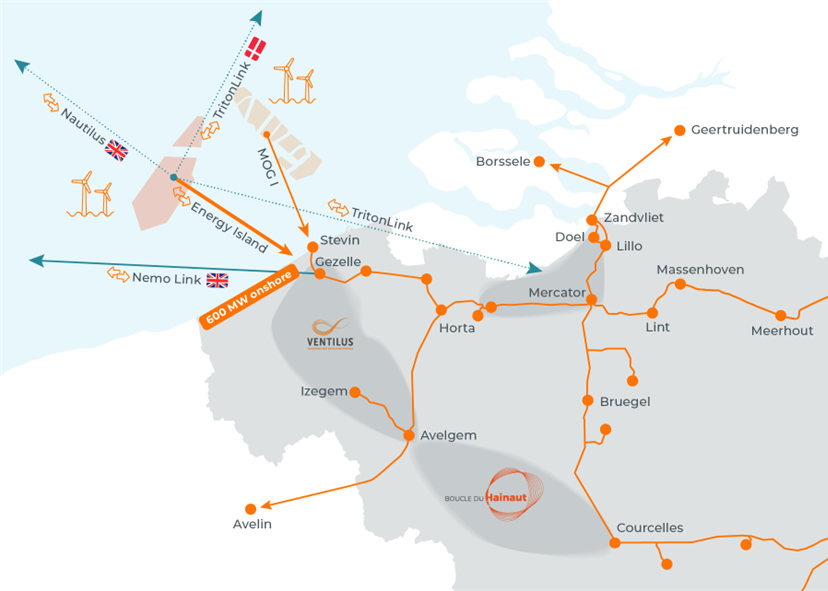 TritonLink
Nautilus
MOG I
Energy Island
TritonLink
Borssele
Geertruidenberg
Zandvliet
Stevin
Doel
Lillo
Gezelle
Nemo Link
600 MW onshore
Mercator
Massenhoven
Horta
Lint
Meerhout
VENTILUS
Izegem
Bruegel
Avelgem
BOUCLE DU Hainaut
Avelin
Courcelles